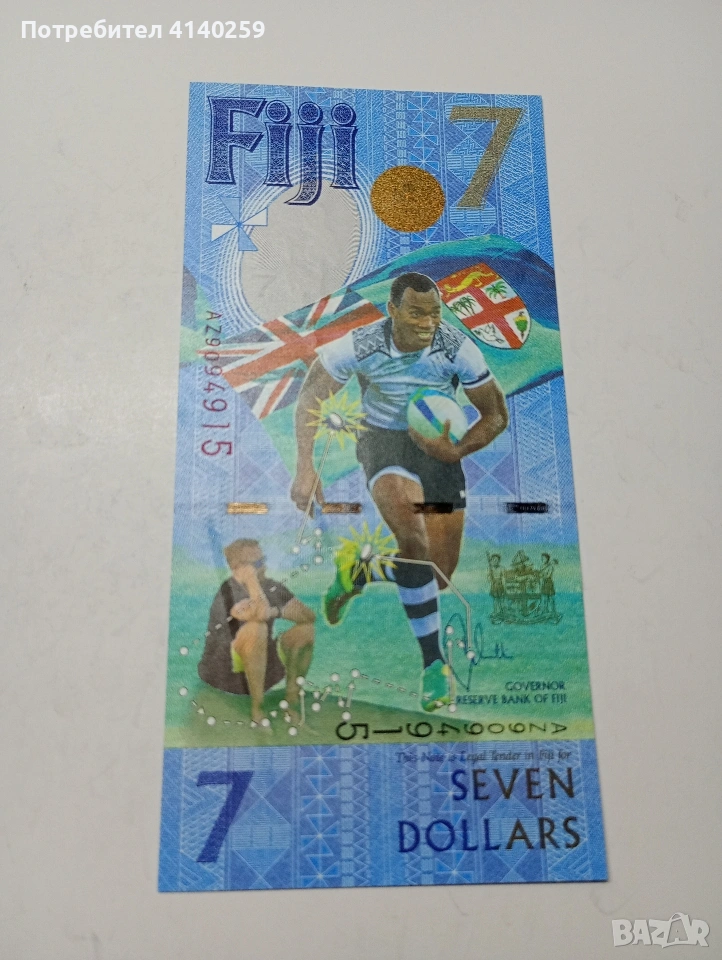 Потребител 4140259
Fiji
7
AZ9094915
GOVERNOR
RESERVE BANK OF FIJI
AZ9094915
This Note is Legal Tender in Fiji for
7
SEVEN
DOLLARS
BAZAR